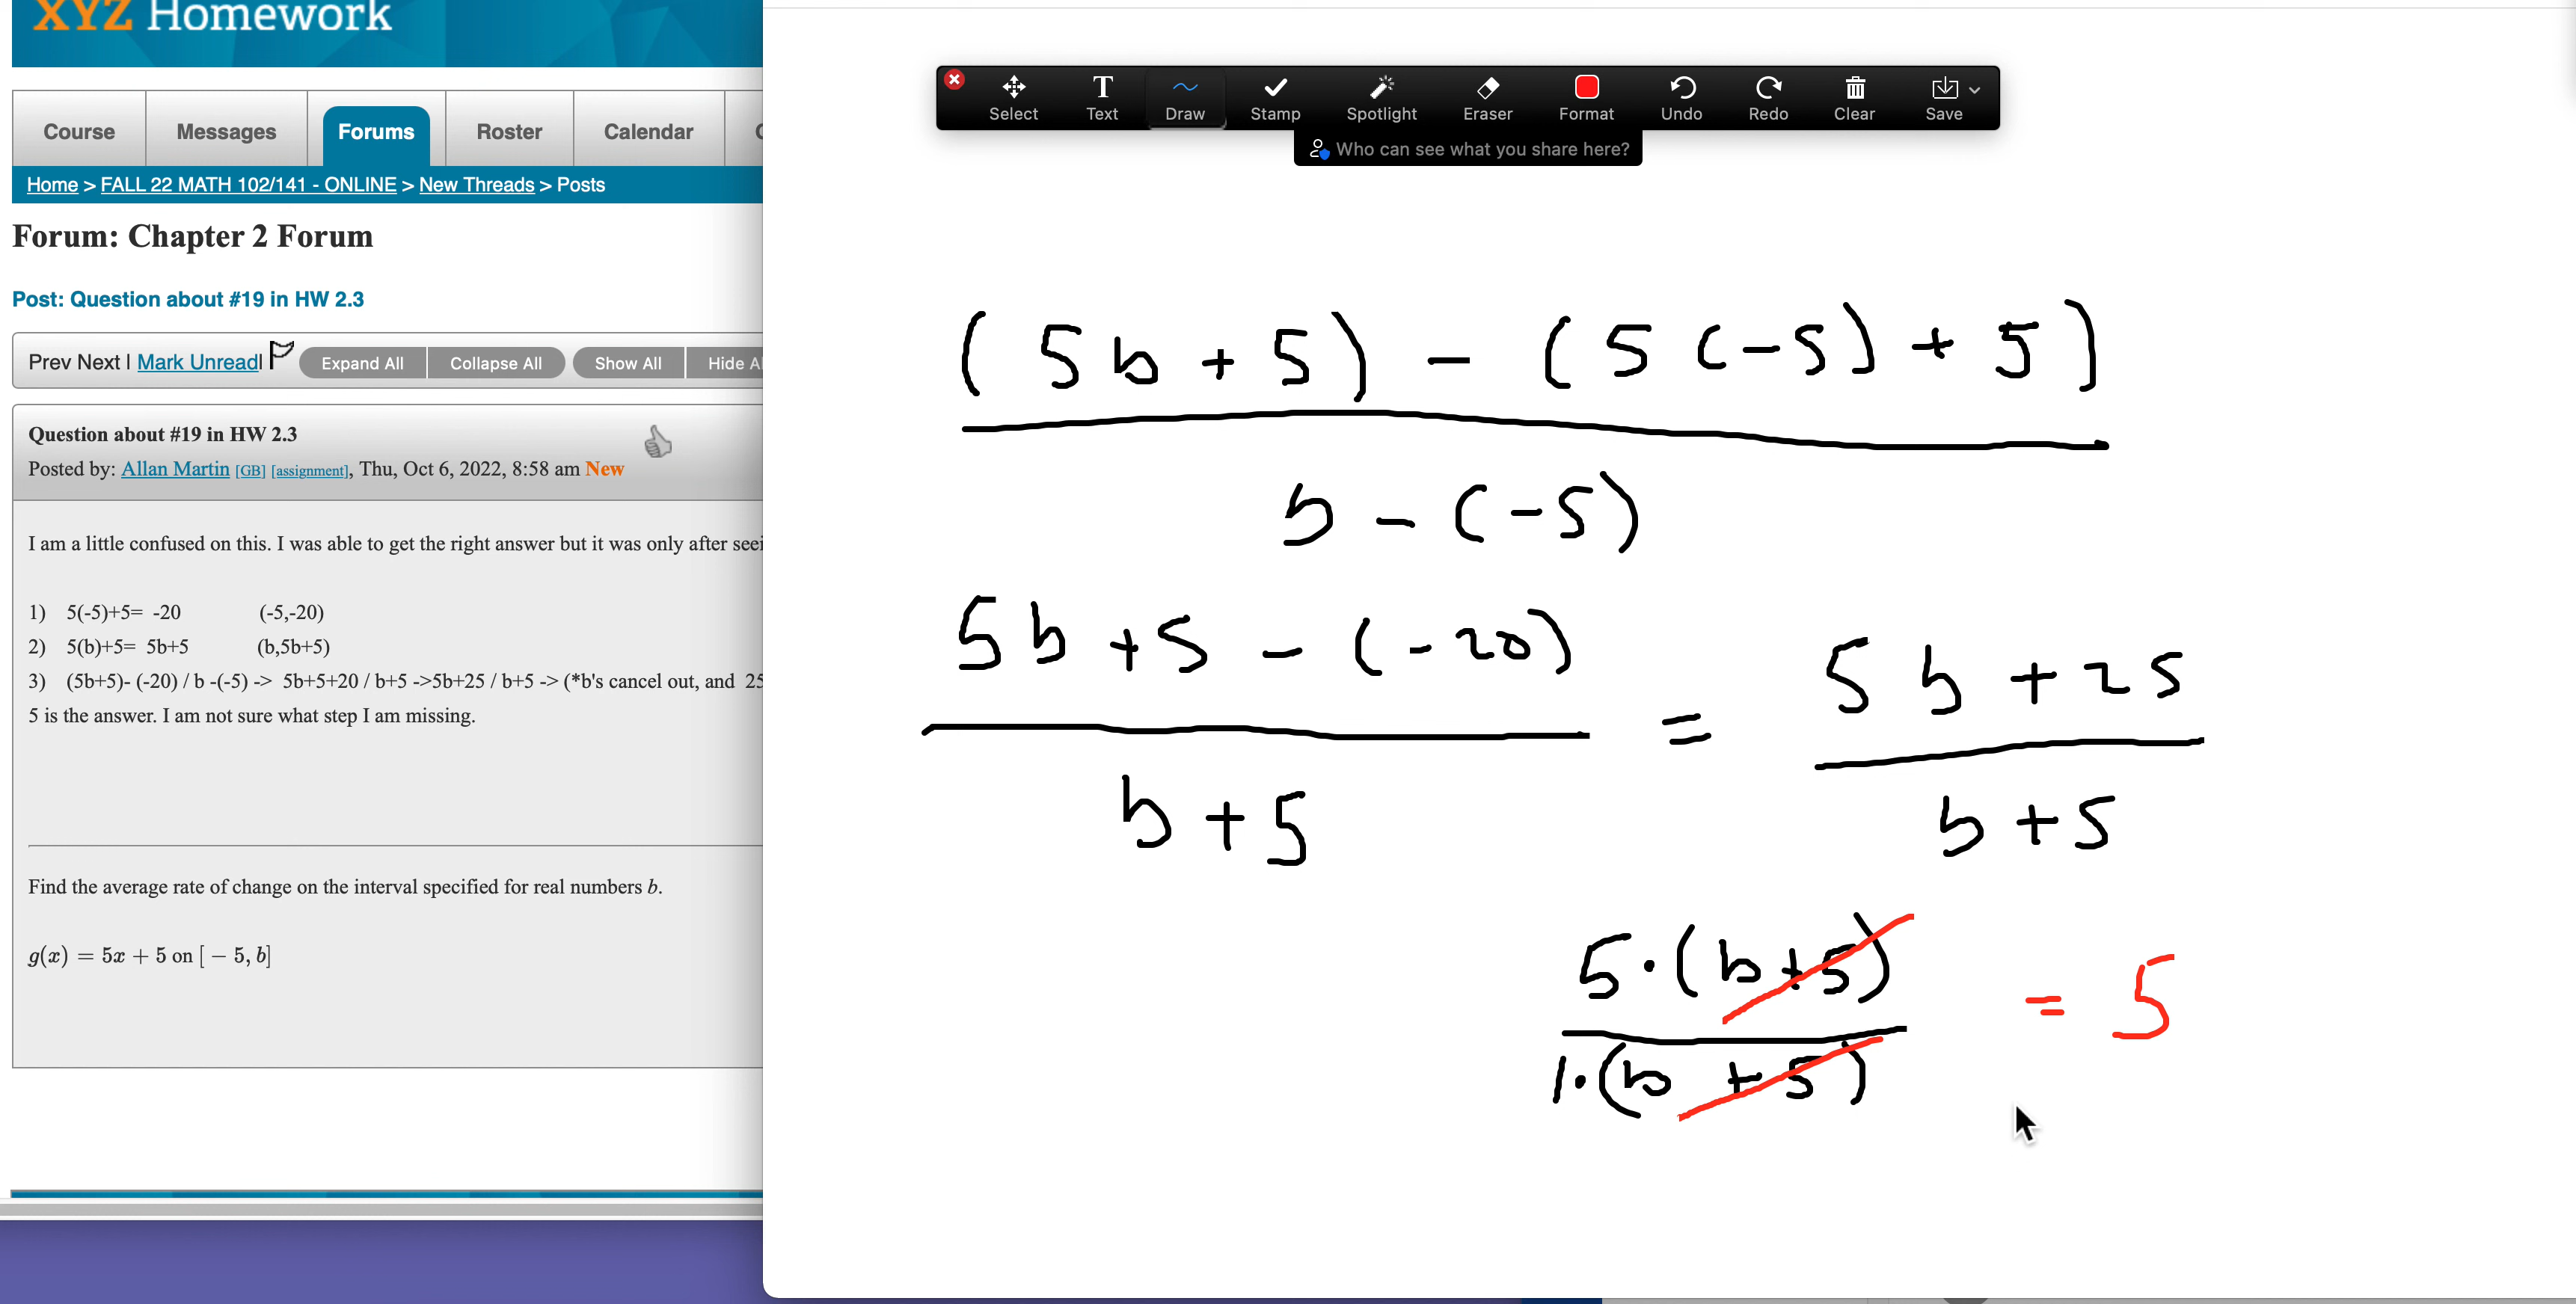 XYZ Homework
Course Messages Forums Roster Calendar
Home > FALL 22 MATH 102/141 - ONLINE > New Threads > Posts
Forum: Chapter 2 Forum
Post: Question about #19 in HW 2.3
Prev Next | Mark Unread| Expand All Collapse All Show All Hide
Question about #19 in HW 2.3
Posted by: Allan Martin [GB] [assignment], Thu, Oct 6, 2022, 8:58 am New
I am a little confused on this. I was able to get the right answer but it was only after
1) 5(-5)+5= -20 (-5,-20)
2) 5(b)+5= 5b+5 (b,5b+5)
3) (5b+5)- (-20) / b -(-5) -> 5b+5+20 / b+5 ->5b+25 / b+5 -> (*b's cancel out, and 25
5 is the answer. I am not sure what step I am missing.
Find the average rate of change on the interval specified for real numbers b.
g(x) = 5x + 5 on [ − 5, b]
Select Text Draw Stamp Spotlight Eraser Format Undo Redo Clear Save
Who can see what you share here?
(5b+5) - (5(-5)+5)
b-(-5)
5b+5-(-20) = 5b+25
b+5 b+5
5·(b+5) = 5
1·(b+5)